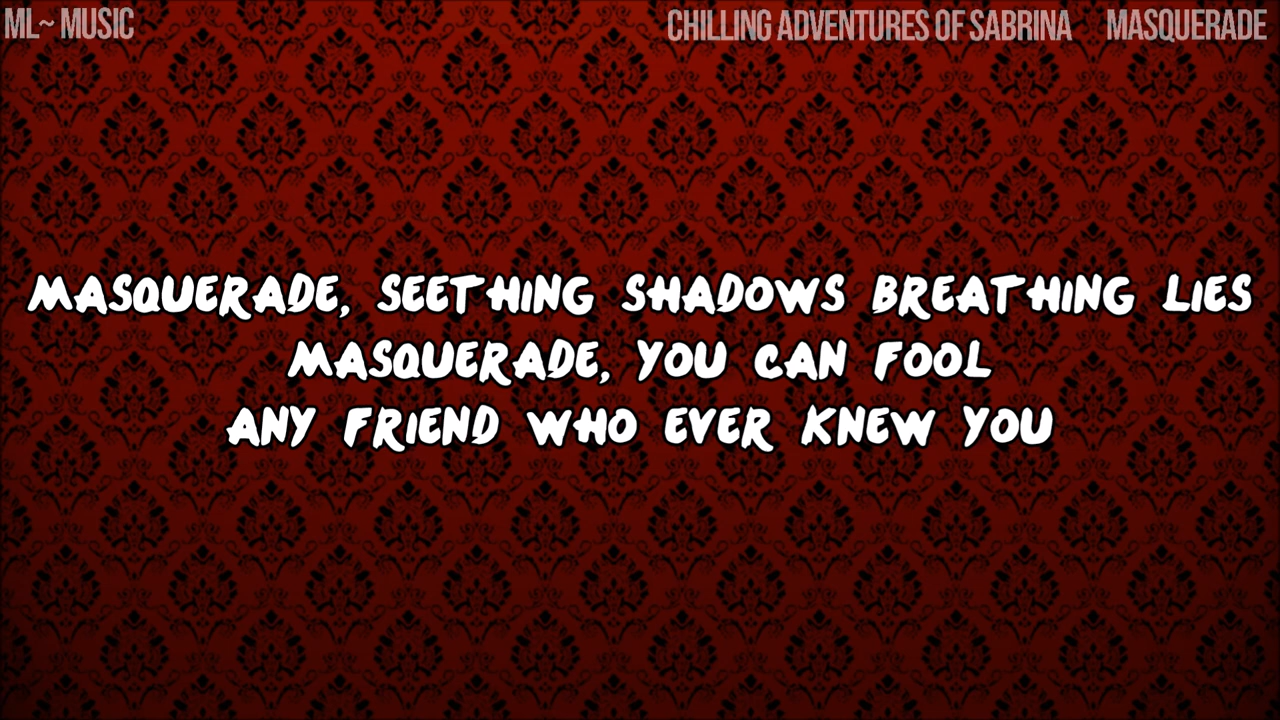 ML~ MUSIC
CHILLING ADVENTURES OF SABRINA MASQUERADE
MASQUERADE, SEETHING SHADOWS BREATHING LIES
MASQUERADE, YOU CAN FOOL
ANY FRIEND WHO EVER KNEW YOU